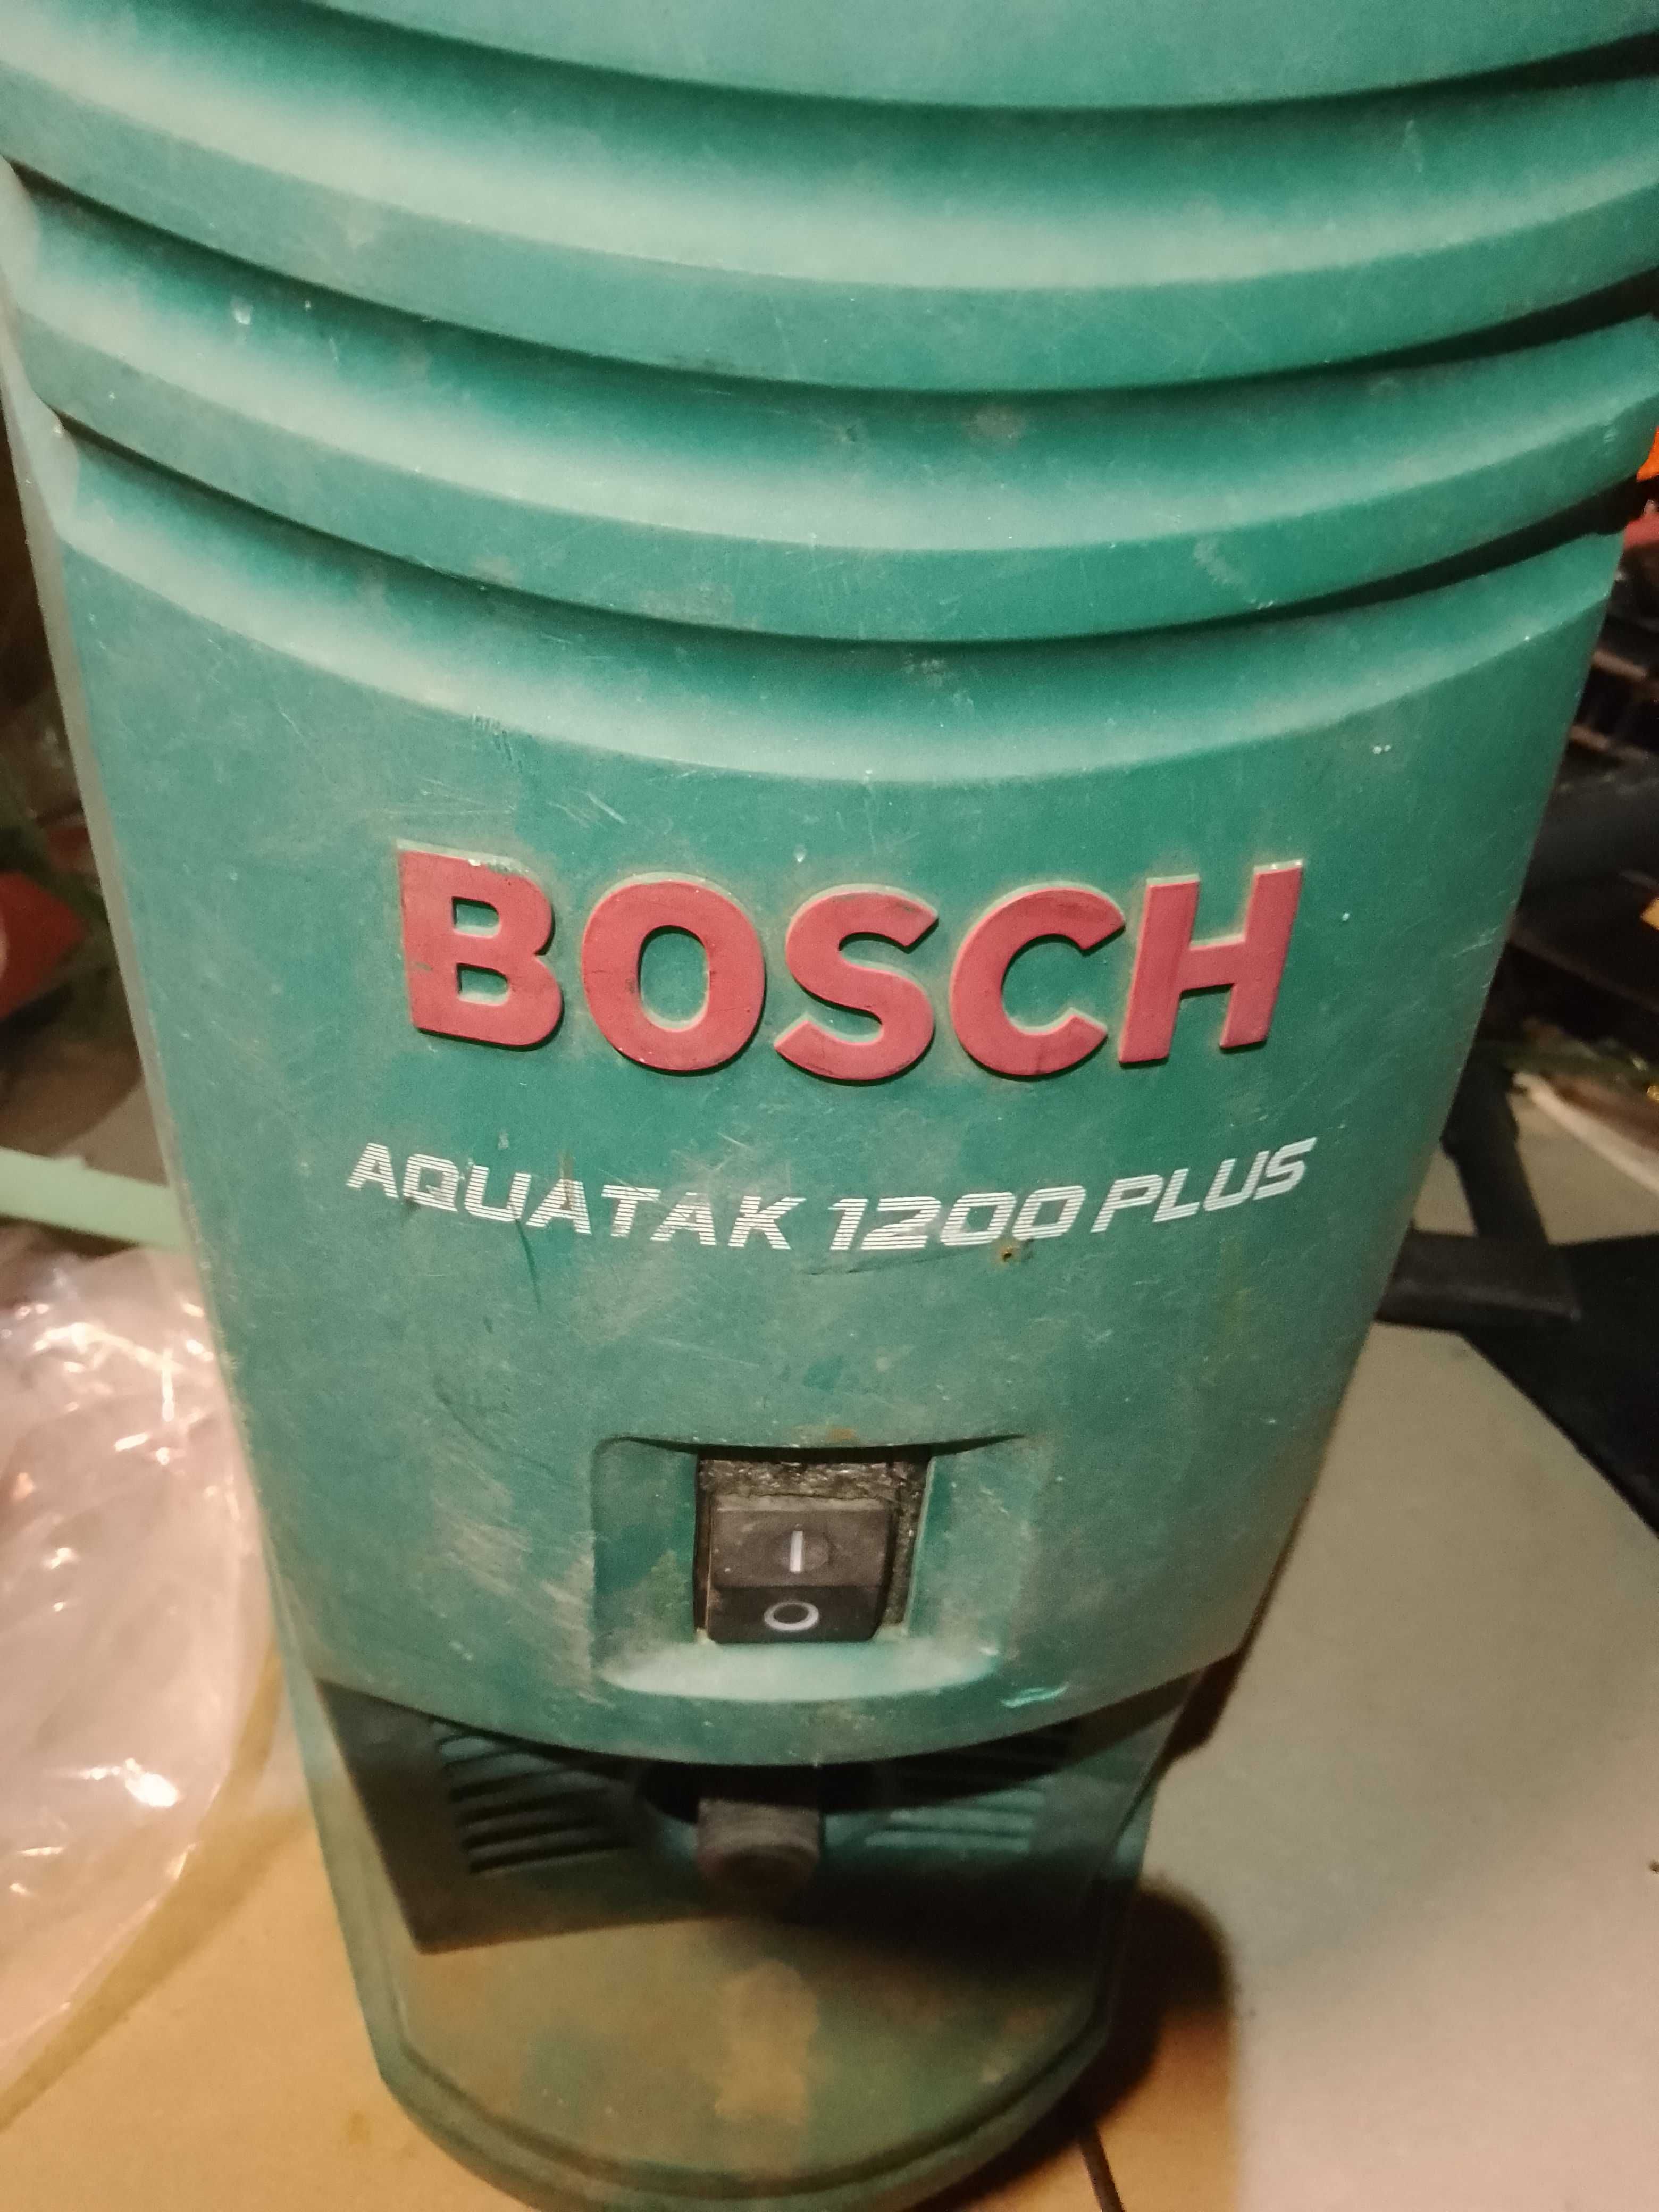 BOSCH
AQUATAK 1200 PLUS
I
O